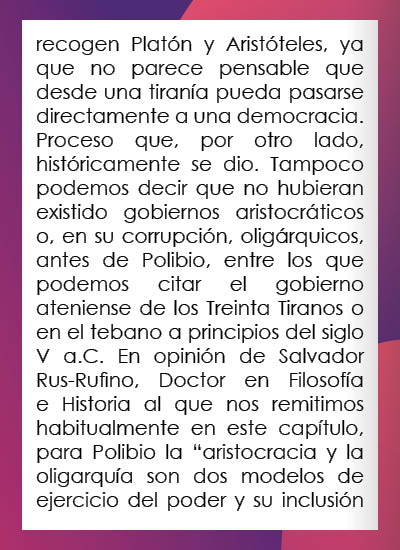 recogen Platón y Aristóteles, ya
que no parece pensable que
desde una tiranía pueda pasarse
directamente a una democracia.
Proceso que, por otro lado,
históricamente se dio. Tampoco
podemos decir que no hubieran
existido gobiernos aristocráticos
o, en su corrupción, oligárquicos,
antes de Polibio, entre los que
podemos citar el gobierno
ateniense de los Treinta Tiranos o
en el tebano a principios del siglo
V a.C. En opinión de Salvador
Rus-Rufino, Doctor en Filosofía
e Historia al que nos remitimos
habitualmente en este capítulo,
para Polibio la “aristocracia y la
oligarquía son dos modelos de
ejercicio del poder y su inclusión